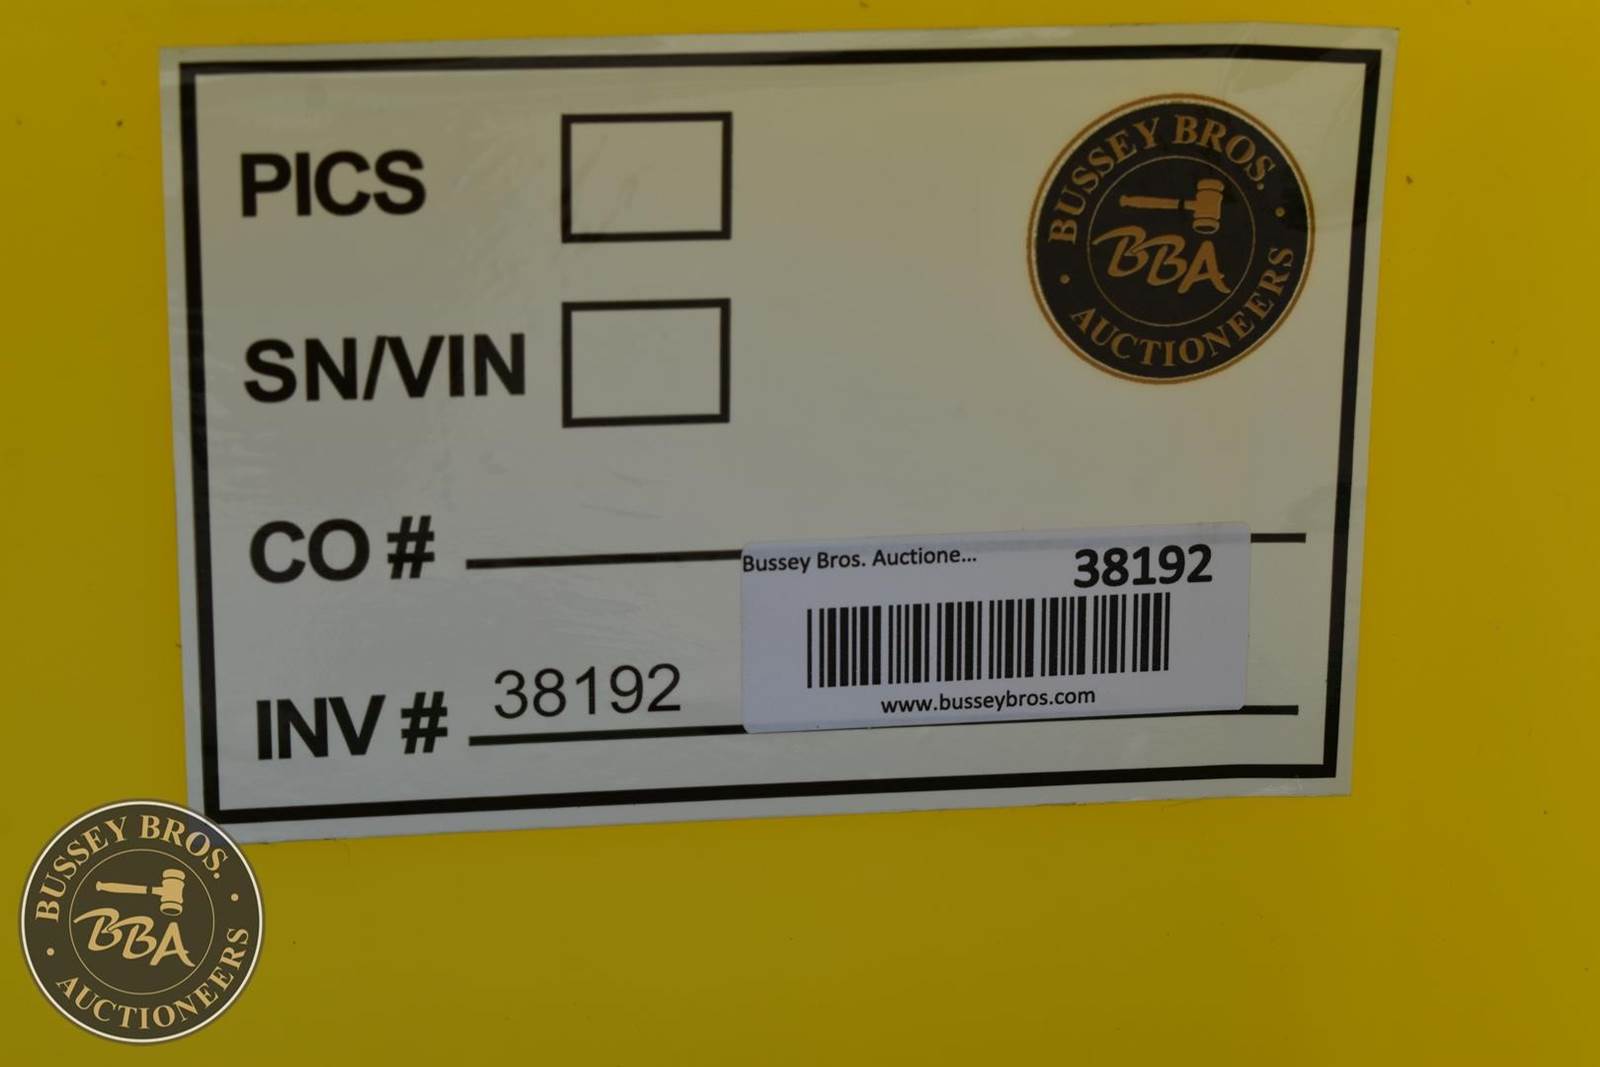 PICS
BUSSEY BROS.
BBA
AUCTIONEERS
SN/VIN
CO #
Bussey Bros. Auctione...
38192
INV #
38192
www.busseybros.com
BUSSEY BROS.
BBA
AUCTIONEERS